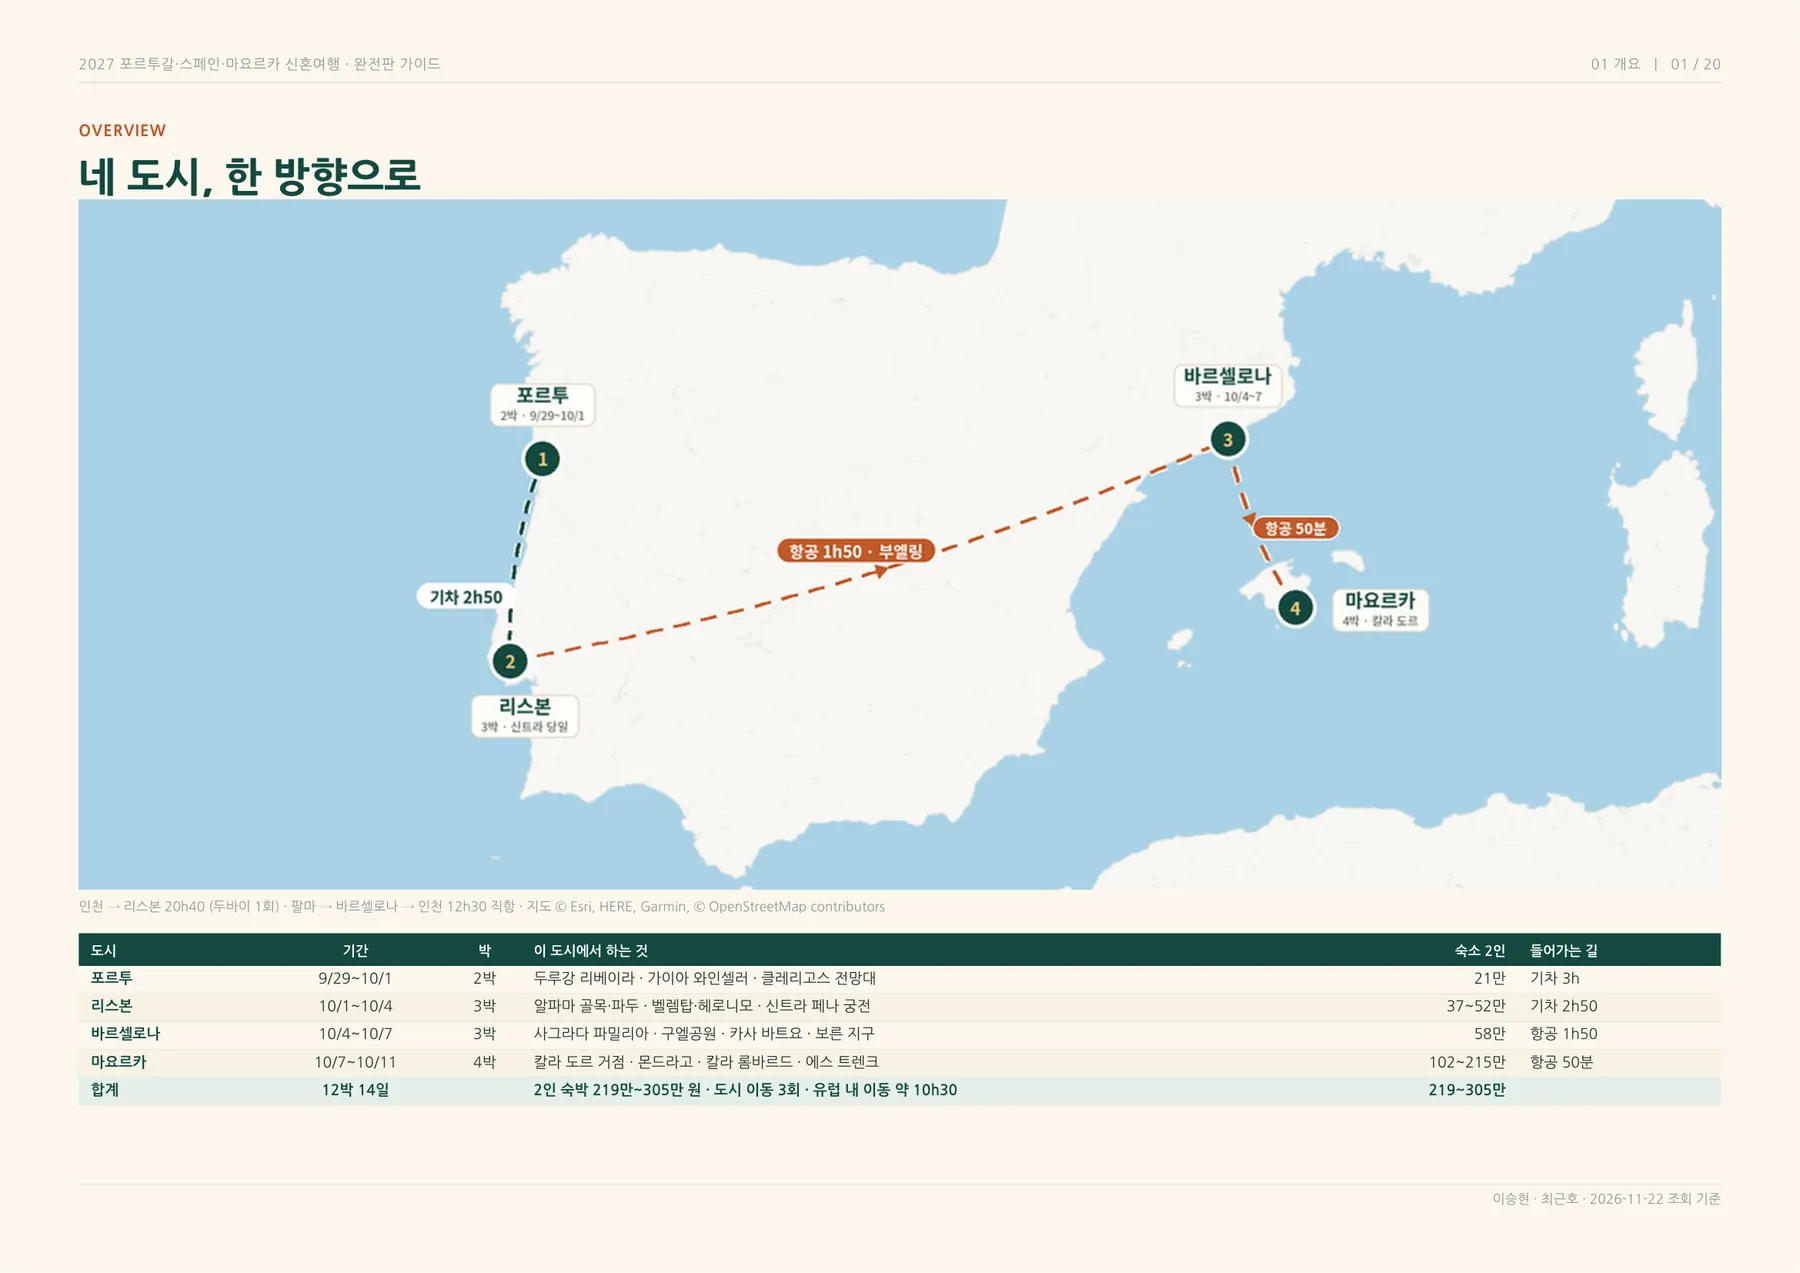 2027 포르투갈·스페인·마요르카 신혼여행 · 완전판 가이드
01 개요 | 01 / 20
OVERVIEW
네 도시, 한 방향으로
포르투
2박 · 9/29~10/1
1
바르셀로나
3박 · 10/4~7
3
항공 50분
항공 1h50 · 부엘링
기차 2h50
4
마요르카
4박 · 칼라 도르
2
리스본
3박 · 신트라 당일
인천 → 리스본 20h40 (두바이 1회) · 팔마 → 바르셀로나 → 인천 12h30 직항 · 지도 © Esri, HERE, Garmin, © OpenStreetMap contributors
도시 기간 박 이 도시에서 하는 것 숙소 2인 들어가는 길
포르투 9/29~10/1 2박 두루강 리베이라 · 가이아 와인셀러 · 클레리고스 전망대 21만 기차 3h
리스본 10/1~10/4 3박 알파마 골목·파두 · 벨렘탑·헤로니모 · 신트라 페나 궁전 37~52만 기차 2h50
바르셀로나 10/4~10/7 3박 사그라다 파밀리아 · 구엘공원 · 카사 바트요 · 보른 지구 58만 항공 1h50
마요르카 10/7~10/11 4박 칼라 도르 거점 · 몬드라고 · 칼라 롬바르드 · 에스 트렌크 102~215만 항공 50분
합계 12박 14일 2인 숙박 219만~305만 원 · 도시 이동 3회 · 유럽 내 이동 약 10h30 219~305만
이승현 · 최근호 · 2026-11-22 조회 기준